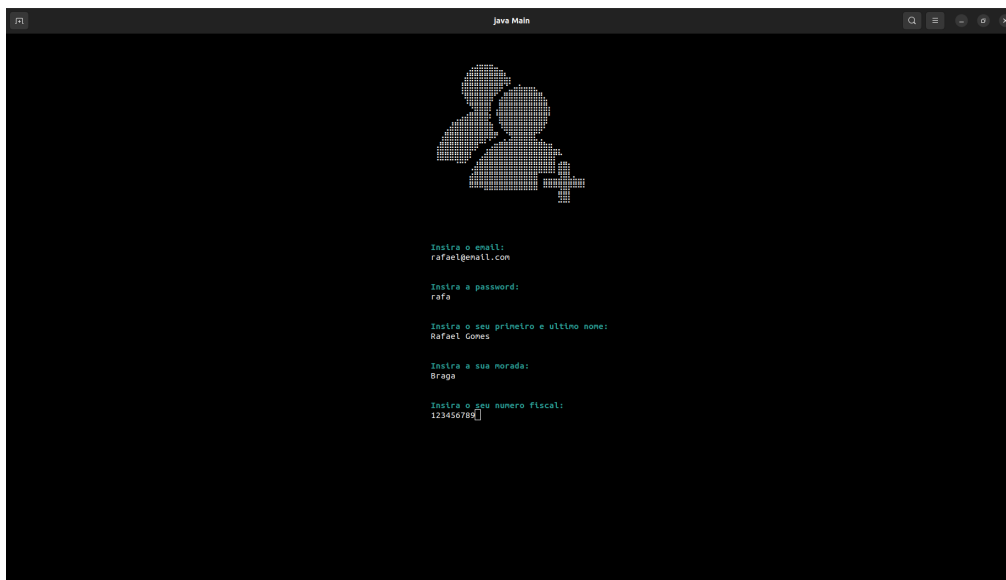 Java Main
Insira o email:
rafael@email.com
Insira a password:
rafa
Insira o seu primeiro e ultimo nome:
Rafael Gomes
Insira a sua morada:
Braga
Insira o seu numero fiscal:
123456789